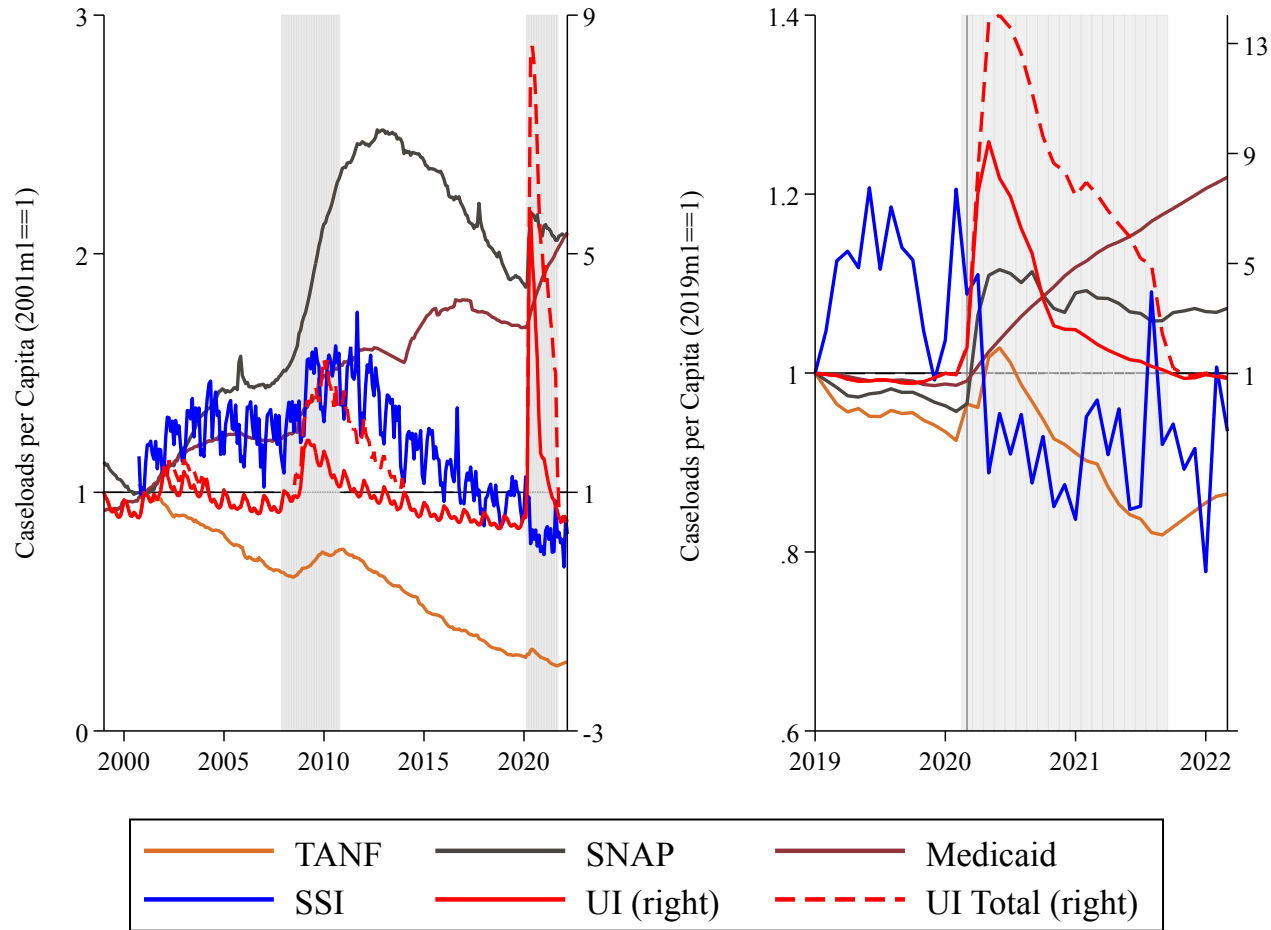 Caseloads per Capita (2001m1==1)
3
2
1
0
9
5
1
-3
2000 2005 2010 2015 2020
Caseloads per Capita (2019m1==1)
1.4
1.2
1
.8
.6
13
9
5
1
2019 2020 2021 2022
TANF SNAP Medicaid
SSI UI (right) UI Total (right)